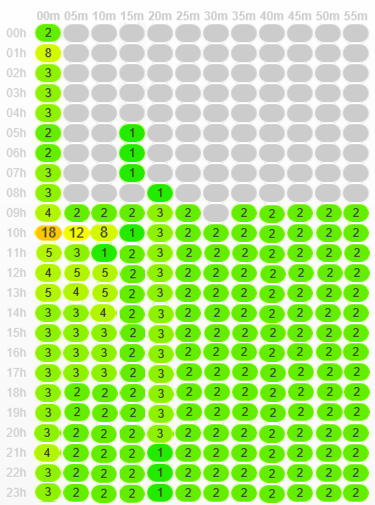 00m 05m 10m 15m 20m 25m 30m 35m 40m 45m 50m 55m
00h 2
01h 8
02h 3
03h 3
04h 3
05h 2 1
06h 2 1
07h 3 1
08h 3 1
09h 4 2 2 2 3 2 2 2 2 2 2
10h 18 12 8 1 3 2 2 2 2 2 2 2
11h 5 3 1 2 3 2 2 2 2 2 2 2
12h 4 5 5 2 3 2 2 2 2 2 2 2
13h 5 4 5 2 3 2 2 2 2 2 2 2
14h 3 3 4 2 3 2 2 2 2 2 2 2
15h 3 3 3 2 3 2 2 2 2 2 2 2
16h 3 3 3 2 3 2 2 2 2 2 2 2
17h 3 3 3 2 3 2 2 2 2 2 2 2
18h 3 2 2 2 3 2 2 2 2 2 2 2
19h 3 2 2 2 3 2 2 2 2 2 2 2
20h 3 2 2 2 3 2 2 2 2 2 2 2
21h 4 2 2 2 1 2 2 2 2 2 2 2
22h 3 2 2 2 1 2 2 2 2 2 2 2
23h 3 2 2 2 1 2 2 2 2 2 2 2